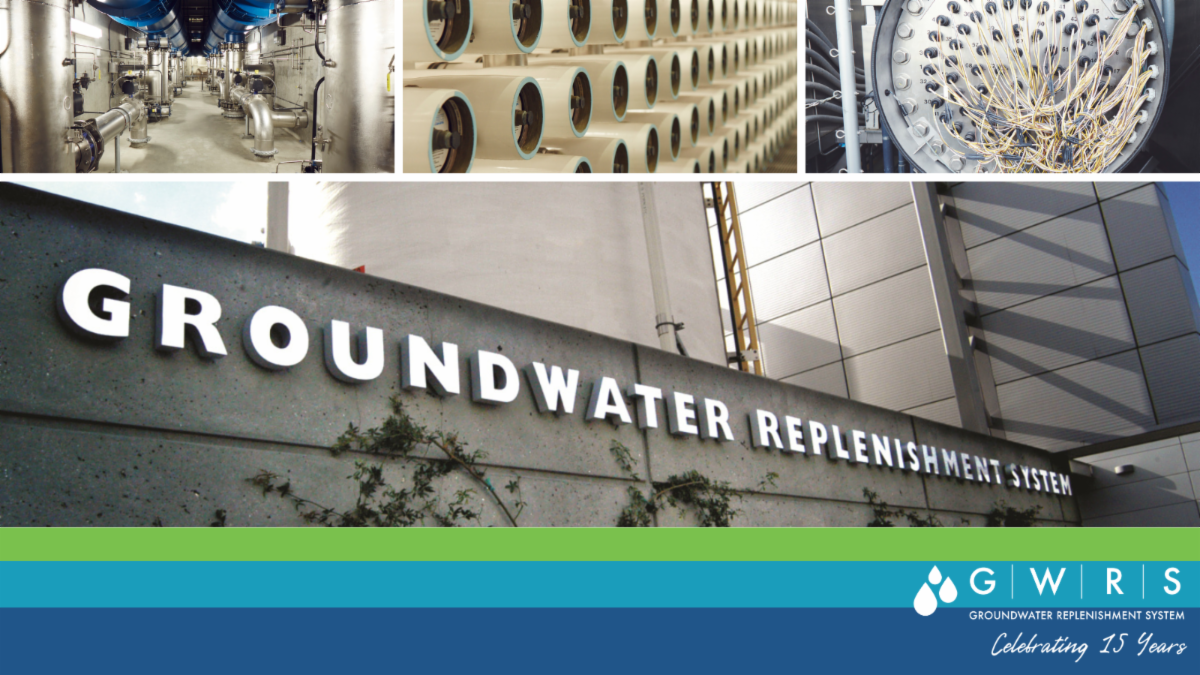 GROUNDWATER REPLENISHMENT SYSTEM
G|W|R|S
GROUNDWATER REPLENISHMENT SYSTEM
Celebrating 15 Years